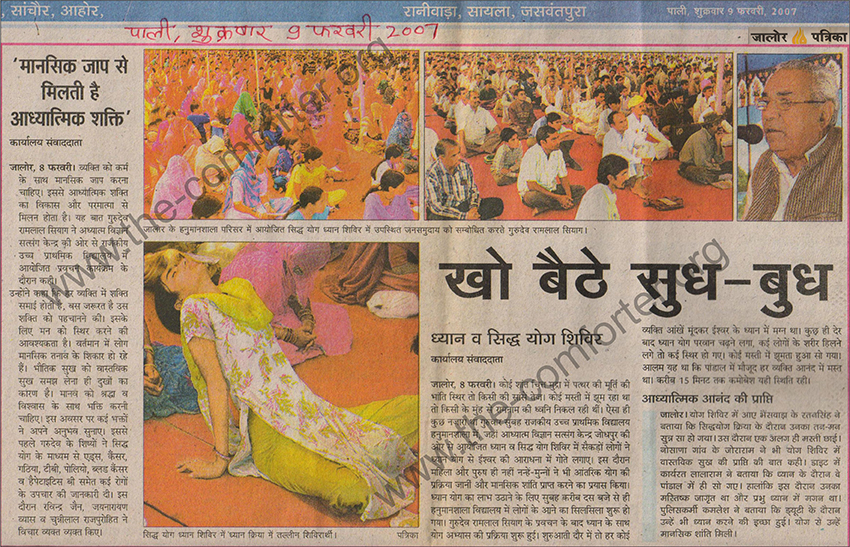 , सांचौर, आहोर,
रानीवाड़ा, सायला, जसवंतपुरा
पाली, शुक्रवार 9 फरवरी, 2007
पाली, शुक्रवार 9 फरवरी, 2007
जालोर पत्रिका
'मानसिक जाप से
मिलती है
आध्यात्मिक शक्ति'
कार्यालय संवाददाता
जालोर, 8 फरवरी। व्यक्ति को कर्म
के साथ मानसिक जाप करना
चाहिए। इससे आध्योत्मिक शक्ति
का विकास और परमात्मा से
मिलन होता है। यह बात गुरुदेव
रामलाल सियाग ने अध्यात्म विज्ञान
सत्संग केन्द्र की ओर से राजकीय
उच्च प्राथमिक विद्यालय में
आयोजित प्रवचन कार्यक्रम के
दौरान कही।
उन्होंने कहा कि हर व्यक्ति में शक्ति
समाई होती है, बस जरूरत है उस
शक्ति को पहचानने की। इसके
लिए मन को स्थिर करने की
आवश्यकता है। वर्तमान में लोग
मानसिक तनाव के शिकार हो रहे
हैं। भौतिक सुख को वास्तविक
सुख समझ लेना ही दुखों का
कारण है। मानव को श्रद्धा व
विश्वास के साथ भक्ति करनी
चाहिए। इस अवसर पर कई भक्तों
ने अपने अनुभव सुनाए। इससे
पहले गुरुदेव के शिष्यों ने सिद्ध
योग के माध्यम से एड्स, कैंसर,
गठिया, टीबी, पोलियो, ब्लड कैंसर
व हैपेटाइटिस बी समेत कई रोगों
के उपचार की जानकारी दी। इस
दौरान रविन्द्र जैन, जयनारायण
व्यास व चुन्नीलाल राजपुरोहित ने
विचार व्यक्त व्यक्त किए।
जालोर के हनुमानशाला परिसर में आयोजित सिद्ध योग ध्यान शिविर में उपस्थित जनसमुदाय को सम्बोधित करते गुरुदेव रामलाल सियाग।
सिद्ध योग ध्यान शिविर में ध्यान क्रिया में तल्लीन शिविरार्थी।
पत्रिका
खो बैठे सुध-बुध
ध्यान व सिद्ध योग शिविर
कार्यालय संवाददाता
जालोर, 8 फरवरी। कोई शांत चित्त मुद्रा में पत्थर की मूर्ति की
भांति स्थिर तो किसी की सांसें तेज। कोई मस्ती में झूम रहा था
तो किसी के मुंह से रामनाम की ध्वनि निकल रही थीं। ऐसा ही
कुछ नजारा था गुरुवार सुबह राजकीय उच्च प्राथमिक विद्यालय
हनुमानशाला में। जहां आध्यात्म विज्ञान सत्संग केन्द्र जोधपुर की
ओर से आयोजित ध्यान व सिद्ध योग शिविर में सैंकड़ों लोगों ने
ध्यान योग से ईश्वर की आराधना में गोते लगाए। इस दौरान
महिला और पुरुष ही नहीं नन्हे-मुन्नों ने भी आंतरिक योग की
प्रक्रिया जानीं और मानसिक शांति प्राप्त करने का प्रयास किया।
ध्यान योग का लाभ उठाने के लिए सुबह करीब दस बजे से ही
हनुमानशाला विद्यालय में लोगों के आने का सिलसिला शुरू हो
गया। गुरुदेव रामलाल सियाग के प्रवचन के बाद ध्यान के साथ
योग अभ्यास की प्रक्रिया शुरू हुई। शुरुआती दौर में तो हर कोई
व्यक्ति आंखें मूंदकर ईश्वर के ध्यान में मग्न था। कुछ ही देर
बाद ध्यान योग परवान चढ़ने लगा, कई लोगों के शरीर हिलने
लगे तो कई स्थिर हो गए। कोई मस्ती में झूमता हुआ सो गया।
आलम यह था कि पांडाल में मौजूद हर व्यक्ति आनंद में मस्त
था। करीब 15 मिनट तक कमोबेश यही स्थिति रही।
आध्यात्मिक आनंद की प्राप्ति
जालोर। योग शिविर में आए भैंसवाड़ा के रतनसिंह ने
बताया कि सिद्धयोग क्रिया के दौरान उनका तन-मन
सुन्न सा हो गया। उस दौरान एक अलग ही मस्ती छाई।
नोसाणा गांव के जोराराम ने भी योग शिविर में
वास्तविक सुख की प्राप्ति की बात कही। प्राइट में
कार्यरत लालाराम ने बताया कि ध्यान के दौरान वे
पांडाल में ही सो गए। हालांकि इस दौरान उनका
मस्तिष्क जागृत था और प्रभु ध्यान में मगन था।
पुलिसकर्मी कमलेश ने बताया कि ड्यूटी के दौरान
उन्हें भी ध्यान करने की इच्छा हुई। योग से उन्हें
मानसिक शांति मिली।
www.the-comforter.org
www.the-comforter.org
www.the-comforter.org